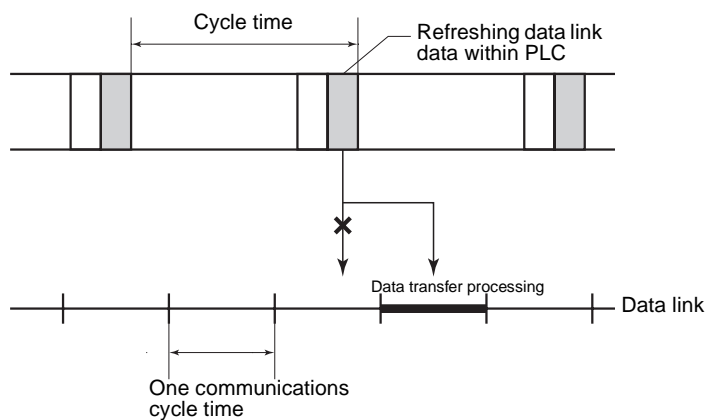 Cycle time
Refreshing data link
data within PLC
Data transfer processing
Data link
One communications
cycle time